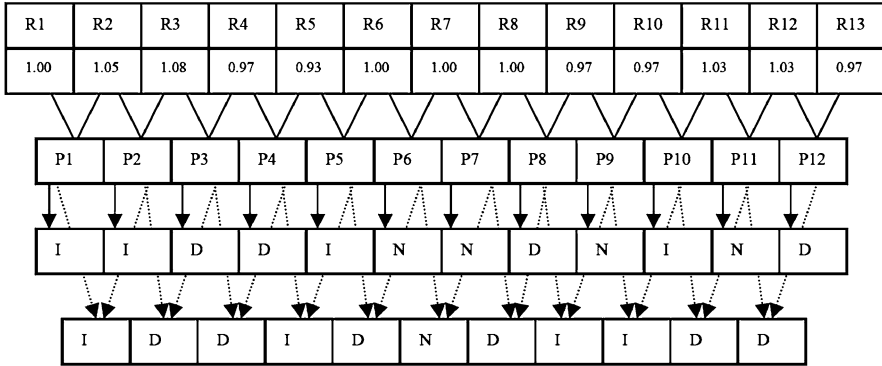 R1 R2 R3 R4 R5 R6 R7 R8 R9 R10 R11 R12 R13
1.00 1.05 1.08 0.97 0.93 1.00 1.00 1.00 0.97 0.97 1.03 1.03 0.97
P1 P2 P3 P4 P5 P6 P7 P8 P9 P10 P11 P12
I I D D I N N D N I N D
I D D I D N D I I D D